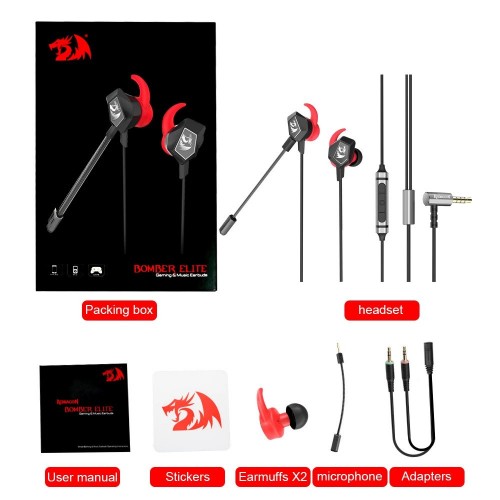 BOMBER ELITE
Gaming & Music Earbuds
Packing box
headset
REDRAGON
BOMBER ELITE
User manual
Stickers
Earmuffs X2
microphone
Adapters